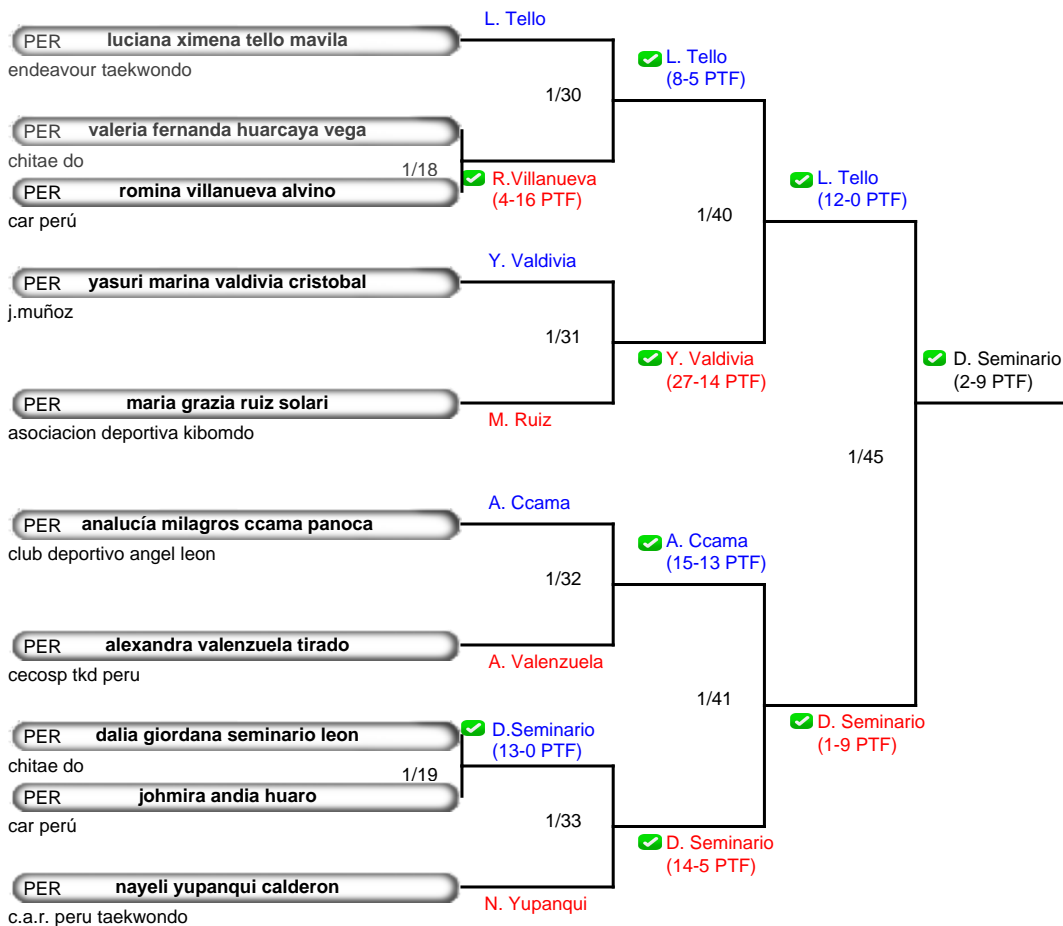 L. Tello
PER luciana ximena tello mavila
endeavour taekwondo
L. Tello
(8-5 PTF)
1/30
PER valeria fernanda huarcaya vega
chitae do
1/18
R.Villanueva
(4-16 PTF)
PER romina villanueva alvino
car perú
L. Tello
(12-0 PTF)
1/40
Y. Valdivia
PER yasuri marina valdivia cristobal
j.muñoz
1/31
Y. Valdivia
(27-14 PTF)
D. Seminario
(2-9 PTF)
PER maria grazia ruiz solari
asociacion deportiva kibomdo
M. Ruiz
1/45
A. Ccama
PER analucía milagros ccama panoca
club deportivo angel leon
A. Ccama
(15-13 PTF)
1/32
PER alexandra valenzuela tirado
cecosp tkd peru
A. Valenzuela
1/41
D. Seminario
(1-9 PTF)
PER dalia giordana seminario leon
chitae do
D.Seminario
(13-0 PTF)
1/19
PER johmira andia huaro
car perú
1/33
D. Seminario
(14-5 PTF)
PER nayeli yupanqui calderon
c.a.r. peru taekwondo
N. Yupanqui